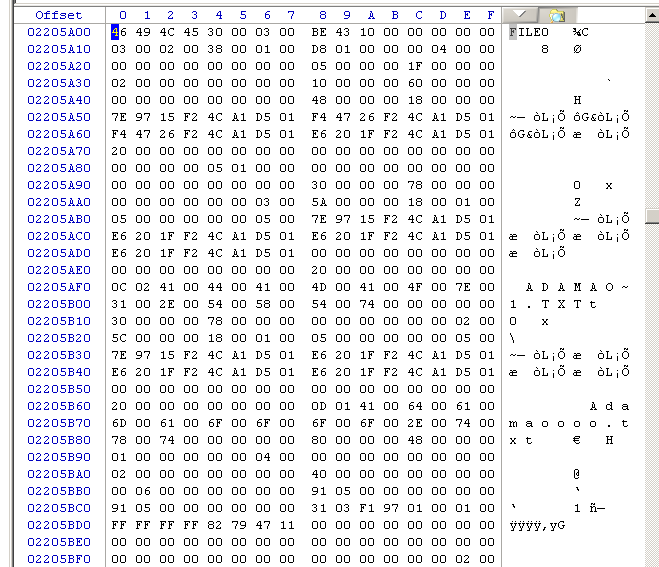 Offset 0 1 2 3 4 5 6 7 8 9 A B C D E F
02205A00 46 49 4C 45 30 00 03 00 BE 43 10 00 00 00 00 00 FILE0 ¾C
02205A10 03 00 02 00 38 00 01 00 D8 01 00 00 00 04 00 00 8 Ø
02205A20 00 00 00 00 00 00 00 00 05 00 00 00 1F 00 00 00
02205A30 02 00 00 00 00 00 00 00 10 00 00 00 60 00 00 00 `
02205A40 00 00 00 00 00 00 00 00 48 00 00 00 18 00 00 00 H
02205A50 7E 97 15 F2 4C A1 D5 01 F4 47 26 F2 4C A1 D5 01 ~— òL¡Õ ôG&òL¡Õ
02205A60 F4 47 26 F2 4C A1 D5 01 E6 20 1F F2 4C A1 D5 01 ôG&òL¡Õ æ òL¡Õ
02205A70 20 00 00 00 00 00 00 00 00 00 00 00 00 00 00 00
02205A80 00 00 00 00 05 01 00 00 00 00 00 00 00 00 00 00
02205A90 00 00 00 00 00 00 00 00 30 00 00 00 78 00 00 00 0 x
02205AA0 00 00 00 00 00 00 03 00 5A 00 00 00 18 00 01 00 Z
02205AB0 05 00 00 00 00 00 05 00 7E 97 15 F2 4C A1 D5 01 ~— òL¡Õ
02205AC0 E6 20 1F F2 4C A1 D5 01 E6 20 1F F2 4C A1 D5 01 æ òL¡Õ æ òL¡Õ
02205AD0 E6 20 1F F2 4C A1 D5 01 00 00 00 00 00 00 00 00 æ òL¡Õ
02205AE0 00 00 00 00 00 00 00 00 20 00 00 00 00 00 00 00
02205AF0 0C 02 41 00 44 00 41 00 4D 00 41 00 4F 00 7E 00 A D A M A O ~
02205B00 31 00 2E 00 54 00 58 00 54 00 74 00 00 00 00 00 1 . T X T t
02205B10 30 00 00 00 78 00 00 00 00 00 00 00 00 00 02 00 0 x
02205B20 5C 00 00 00 18 00 01 00 05 00 00 00 00 00 05 00 \
02205B30 7E 97 15 F2 4C A1 D5 01 E6 20 1F F2 4C A1 D5 01 ~— òL¡Õ æ òL¡Õ
02205B40 E6 20 1F F2 4C A1 D5 01 E6 20 1F F2 4C A1 D5 01 æ òL¡Õ æ òL¡Õ
02205B50 00 00 00 00 00 00 00 00 00 00 00 00 00 00 00 00
02205B60 20 00 00 00 00 00 00 00 0D 01 41 00 64 00 61 00 A d a
02205B70 6D 00 61 00 6F 00 6F 00 6F 00 6F 00 2E 00 74 00 m a o o o o . t
02205B80 78 00 74 00 00 00 00 00 80 00 00 00 48 00 00 00 x t € H
02205B90 01 00 00 00 00 00 04 00 00 00 00 00 00 00 00 00
02205BA0 02 00 00 00 00 00 00 00 40 00 00 00 00 00 00 00 @
02205BB0 00 06 00 00 00 00 00 00 91 05 00 00 00 00 00 00 ‘
02205BC0 91 05 00 00 00 00 00 00 31 03 F1 97 01 00 01 00 ‘ 1 ñ—
02205BD0 FF FF FF FF 82 79 47 11 00 00 00 00 00 00 00 00 ÿÿÿÿ‚yG
02205BE0 00 00 00 00 00 00 00 00 00 00 00 00 00 00 00 00
02205BF0 00 00 00 00 00 00 00 00 00 00 00 00 00 00 02 00